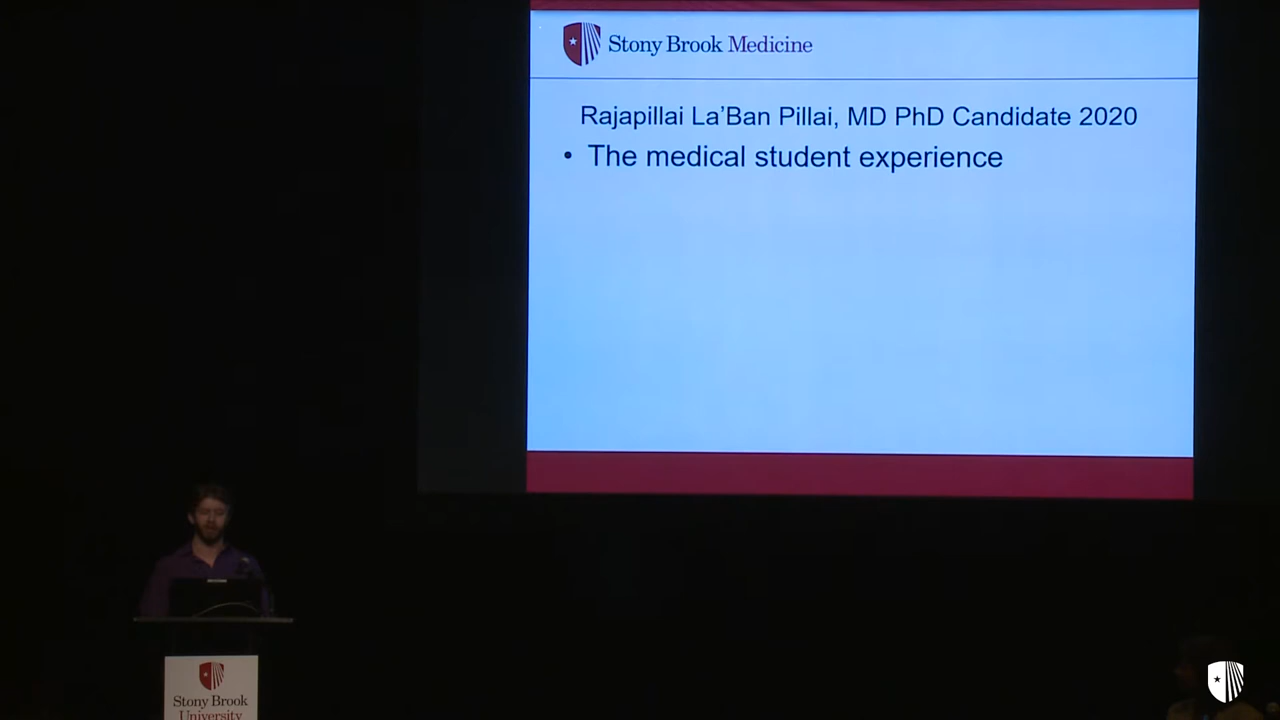 Stony Brook Medicine
Rajapillai La’Ban Pillai, MD PhD Candidate 2020
• The medical student experience
Stony Brook
University